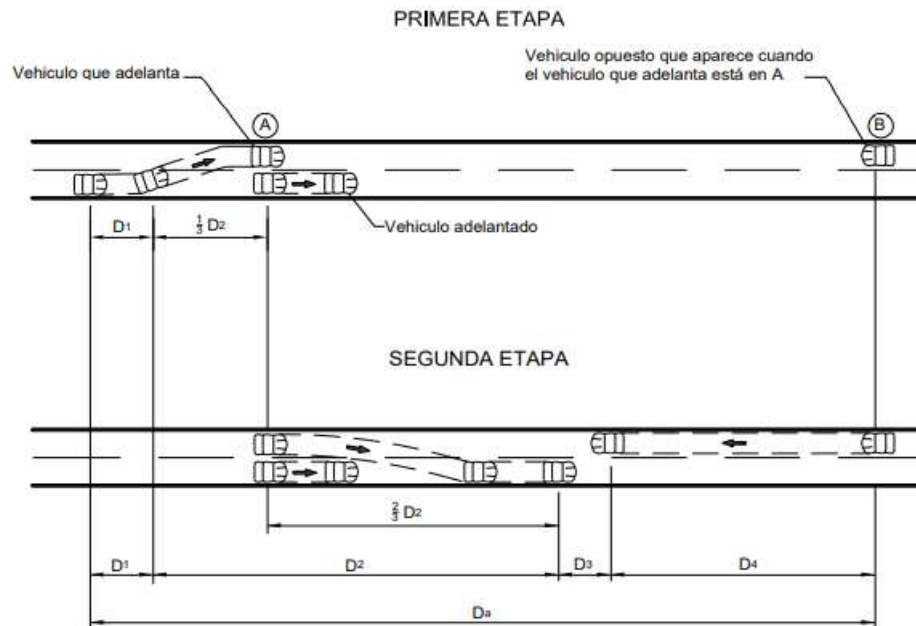 PRIMERA ETAPA
Vehiculo que adelanta
Vehiculo opuesto que aparece cuando
el vehiculo que adelanta está en A
A
B
Vehiculo adelantado
D1
1/3 D2
SEGUNDA ETAPA
2/3 D2
D1
D2
D3
D4
Da